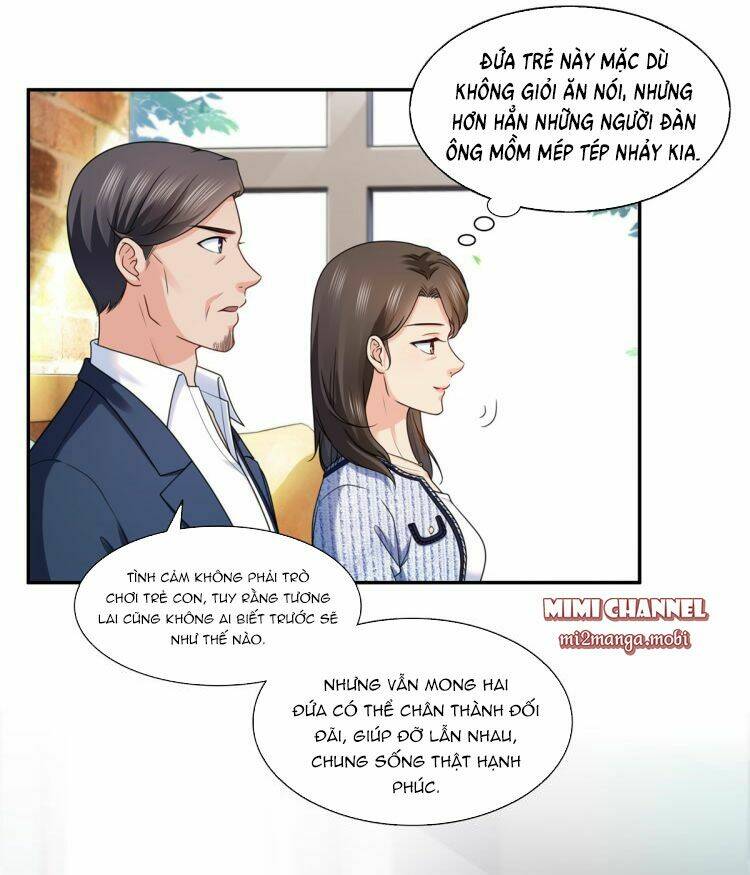 ĐỨA TRẺ NÀY MẶC DÙ
KHÔNG GIỎI ĂN NÓI, NHƯNG
HƠN HẲN NHỮNG NGƯỜI ĐÀN
ÔNG MỒM MÉP TÉP NHẢY KIA.
TÌNH CẢM KHÔNG PHẢI TRÒ
CHƠI TRẺ CON, TUY RẰNG TƯƠNG
LAI CŨNG KHÔNG AI BIẾT TRƯỚC SẼ
NHƯ THẾ NÀO.
MIMI CHANNEL
mi2manga.mobi
NHƯNG VẪN MONG HAI
ĐỨA CÓ THỂ CHÂN THÀNH ĐỐI
ĐÃI, GIÚP ĐỠ LẪN NHAU,
CHUNG SỐNG THẬT HẠNH
PHÚC.